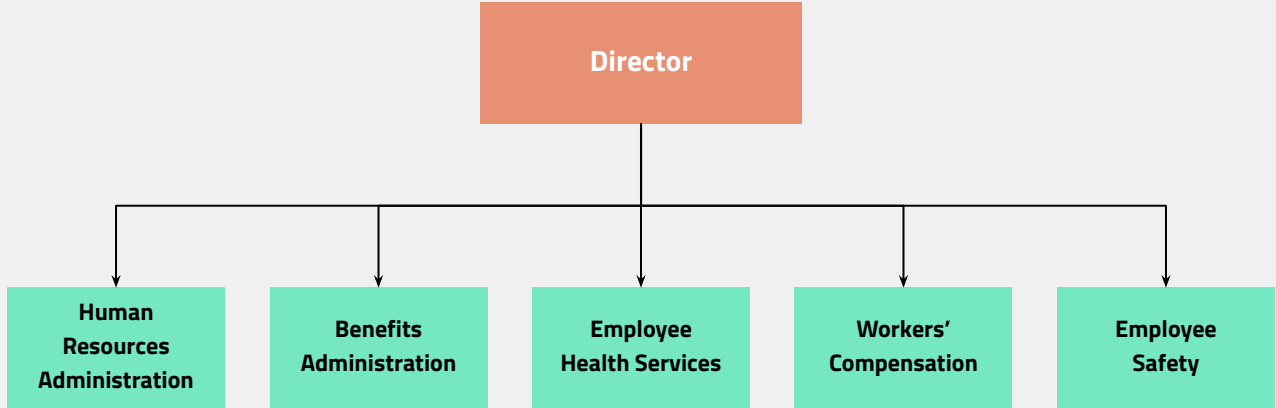 Director
Human
Resources
Administration
Benefits
Administration
Employee
Health Services
Workers’
Compensation
Employee
Safety